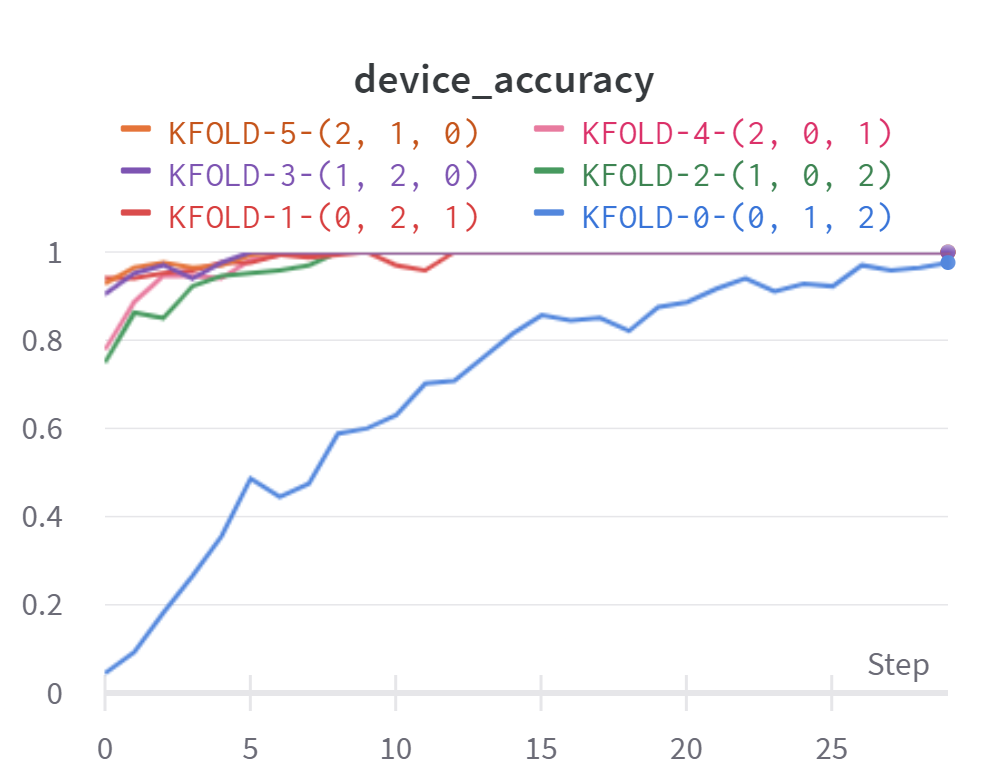 device_accuracy
KFOLD-5-(2, 1, 0) KFOLD-4-(2, 0, 1)
KFOLD-3-(1, 2, 0) KFOLD-2-(1, 0, 2)
KFOLD-1-(0, 2, 1) KFOLD-0-(0, 1, 2)
1
0.8
0.6
0.4
0.2
Step
0
0 5 10 15 20 25